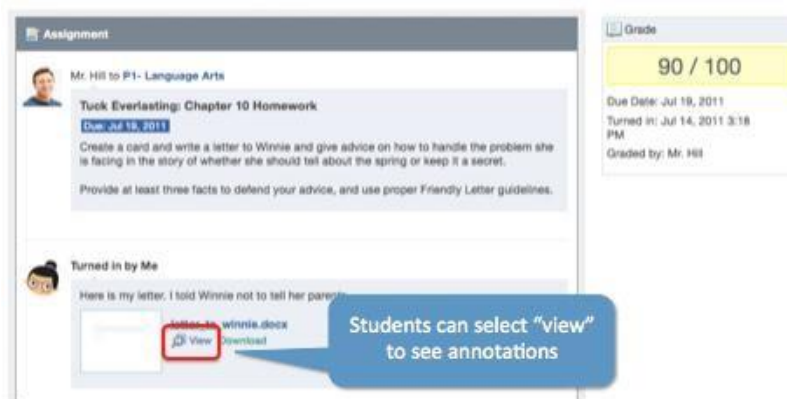 Assignment
Mr. Hill to P1- Language Arts
Tuck Everlasting: Chapter 10 Homework
Due: Jul 19, 2011
Create a card and write a letter to Winnie and give advice on how to handle the problem she
is facing in the story of whether she should tell about the spring or keep it a secret.
Provide at least three facts to defend your advice, and use proper Friendly Letter guidelines.
Turned in by Me
Here is my letter. I told Winnie not to tell her parents
letter_to_winnie.docx
View Download
Students can select "view"
to see annotations
Grade
90 / 100
Due Date: Jul 19, 2011
Turned in: Jul 14, 2011 3:18
PM
Graded by: Mr. Hill